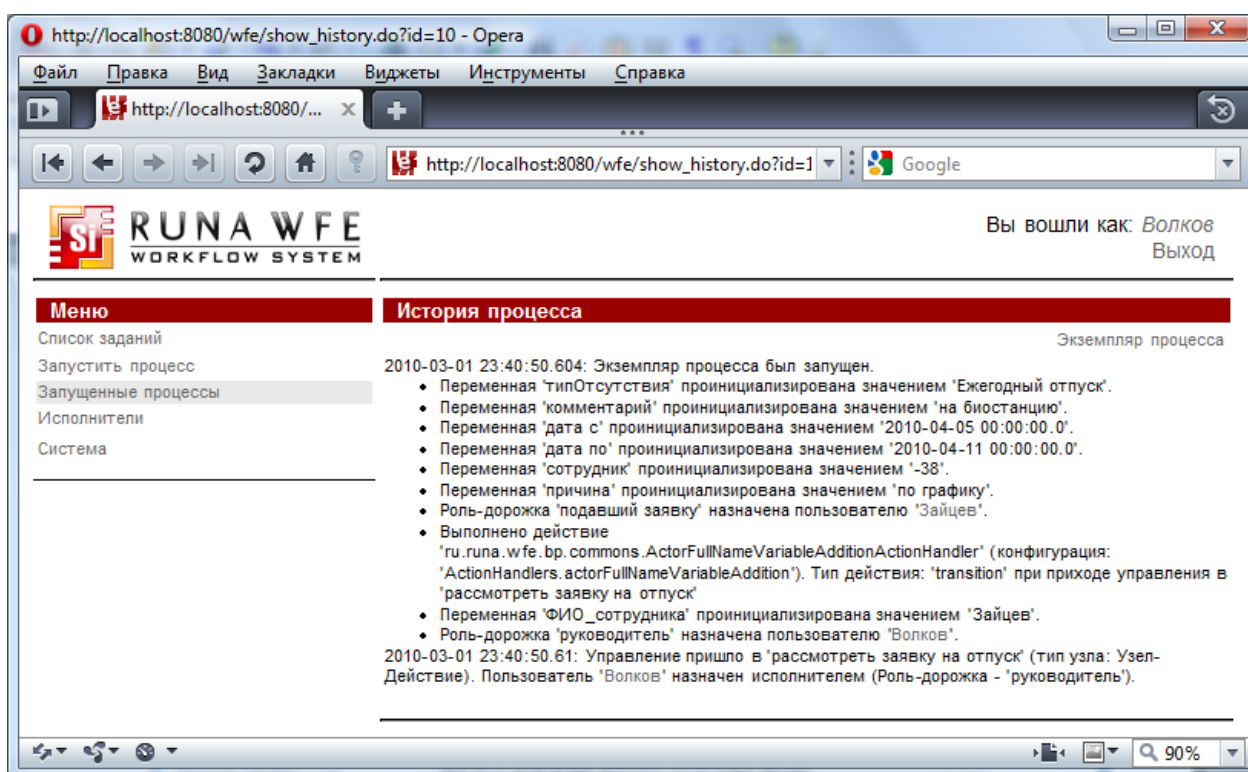 http://localhost:8080/wfe/show_history.do?id=10 - Opera
Файл Правка Вид Закладки Виджеты Инструменты Справка
http://localhost:8080/...
http://localhost:8080/wfe/show_history.do?id=1
Google
RUNA WFE
Si
WORKFLOW SYSTEM
Вы вошли как: Волков
Выход
Меню
Список заданий
Запустить процесс
Запущенные процессы
Исполнители
Система
История процесса
Экземпляр процесса
2010-03-01 23:40:50.604: Экземпляр процесса был запущен.
• Переменная 'типОтсутствия' проинициализирована значением 'Ежегодный отпуск'.
• Переменная 'комментарий' проинициализирована значением 'на биостанцию'.
• Переменная 'дата с' проинициализирована значением '2010-04-05 00:00:00.0'.
• Переменная 'дата по' проинициализирована значением '2010-04-11 00:00:00.0'.
• Переменная 'сотрудник' проинициализирована значением '-38'.
• Переменная 'причина' проинициализирована значением 'по графику'.
• Роль-дорожка 'подавший заявку' назначена пользователю 'Зайцев'.
• Выполнено действие
'ru.runa.wfe.bp.commons.ActorFullNameVariableAdditionActionHandler' (конфигурация:
'ActionHandlers.actorFullNameVariableAddition'). Тип действия: 'transition' при приходе управления в
'рассмотреть заявку на отпуск'
• Переменная 'ФИО_сотрудника' проинициализирована значением 'Зайцев'.
• Роль-дорожка 'руководитель' назначена пользователю 'Волков'.
2010-03-01 23:40:50.61: Управление пришло в 'рассмотреть заявку на отпуск' (тип узла: Узел-
Действие). Пользователь 'Волков' назначен исполнителем (Роль-дорожка - 'руководитель').
90%